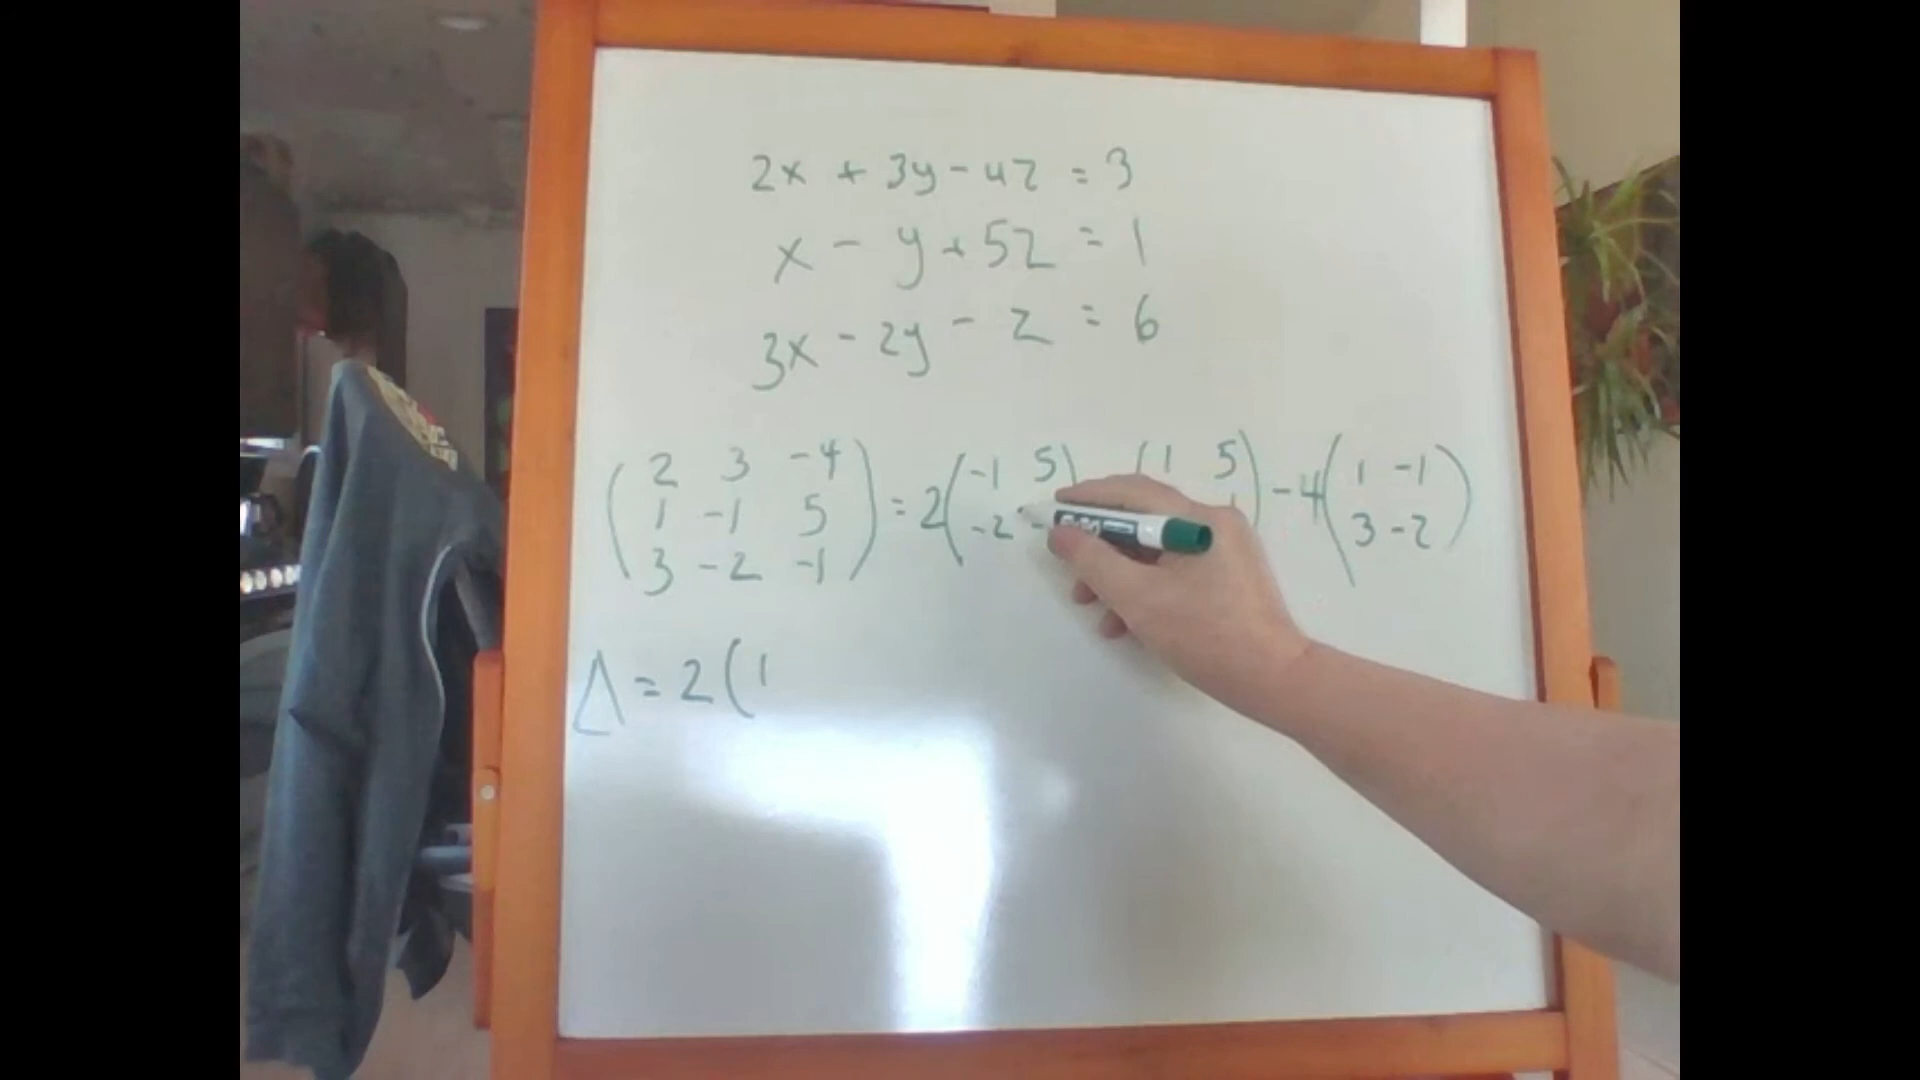 2x + 3y - 4z = 3
x - y + 5z = 1
3x - 2y - z = 6
( 2 3 -4 ) = 2( -1 5 ) ( 1 5 ) - 4( 1 -1 )
1 -1 5 -2 - 1 3 -2
3 -2 -1
Δ = 2 ( 1